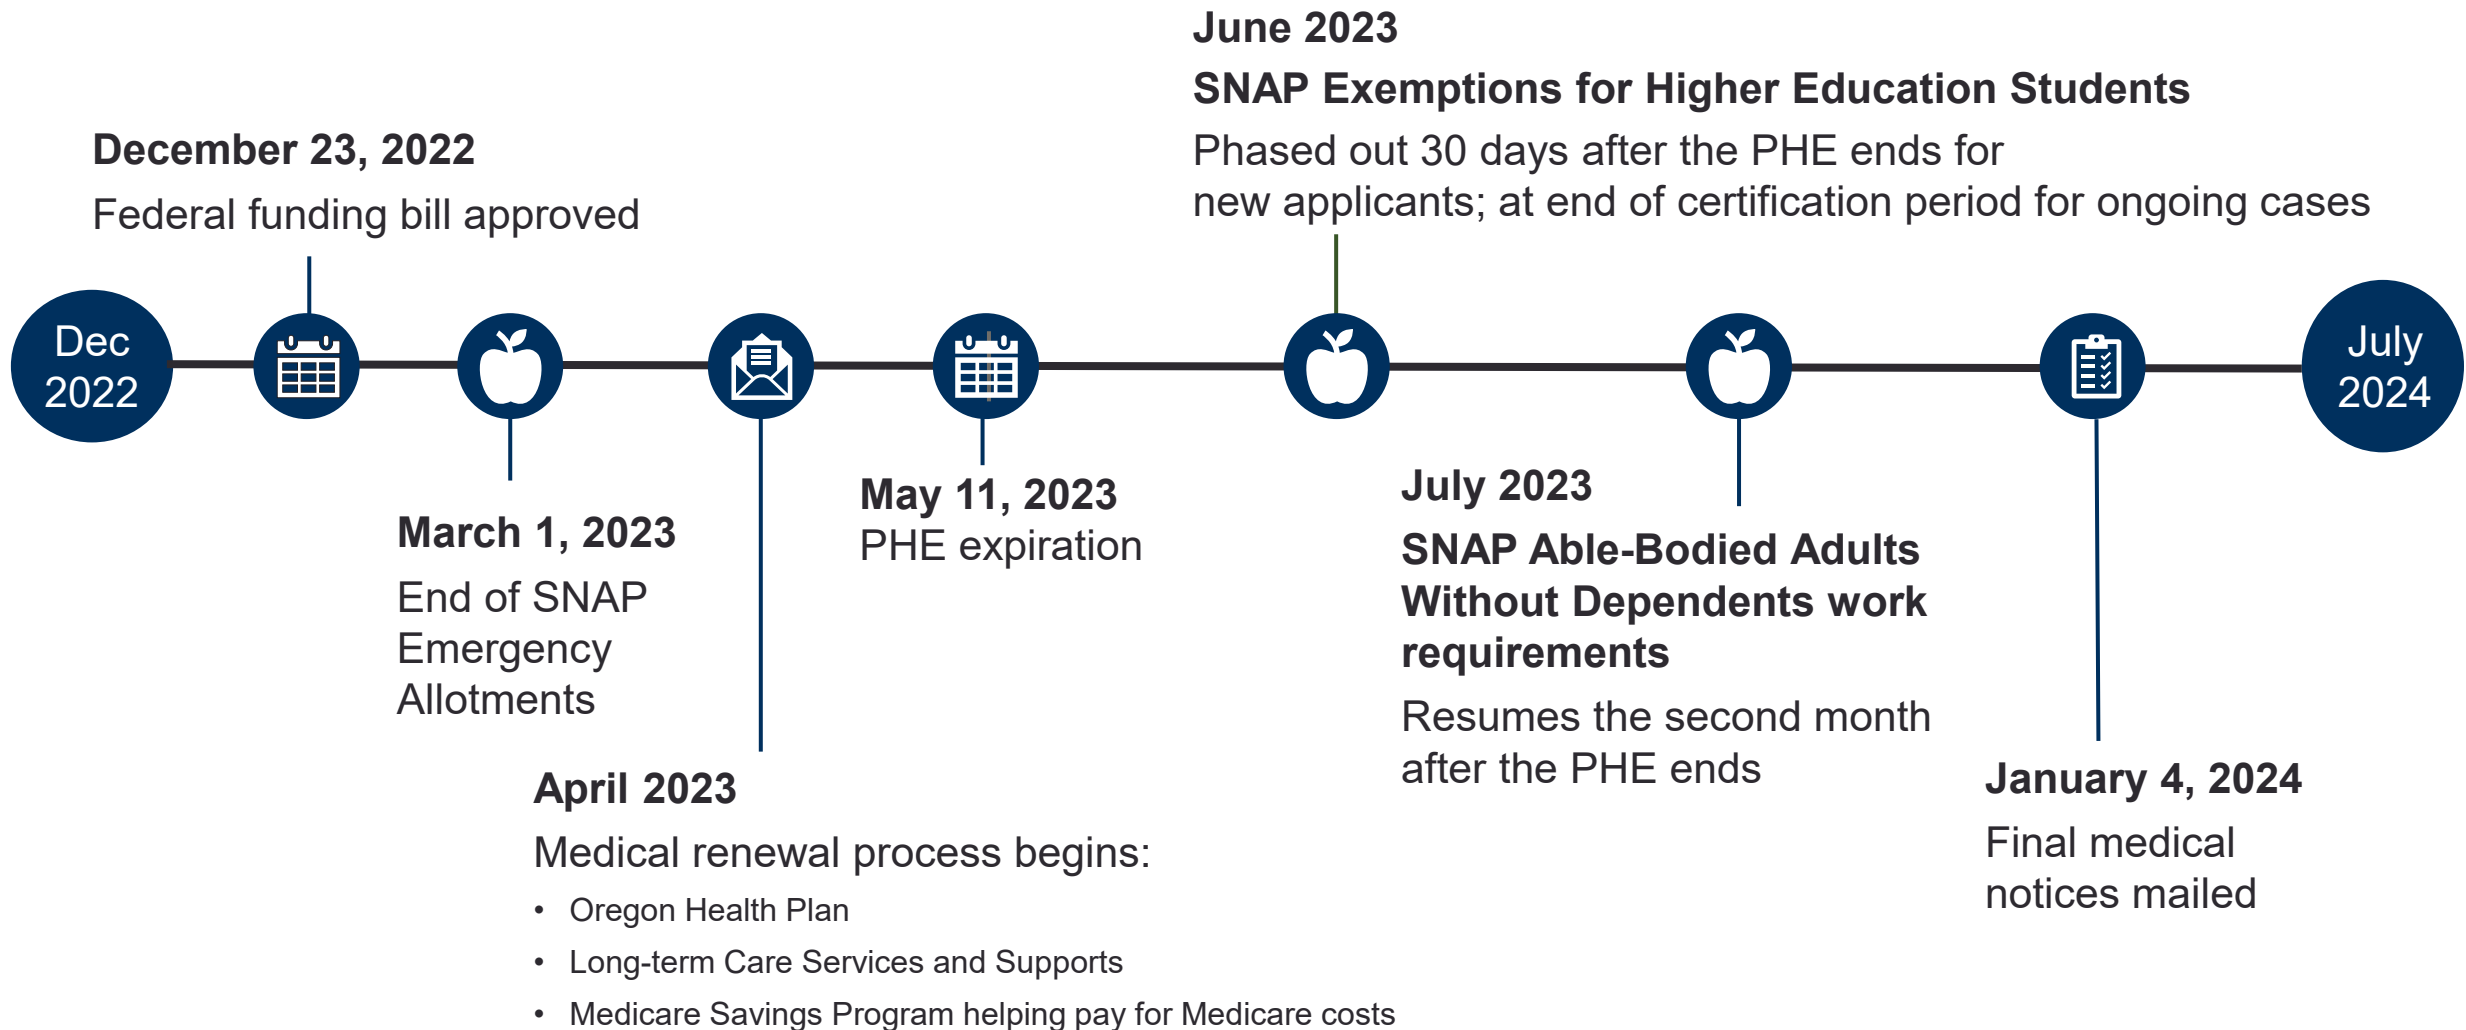 June 2023
SNAP Exemptions for Higher Education Students
Phased out 30 days after the PHE ends for
new applicants; at end of certification period for ongoing cases
December 23, 2022
Federal funding bill approved
Dec
2022
July
2024
March 1, 2023
End of SNAP
Emergency
Allotments
April 2023
Medical renewal process begins:
• Oregon Health Plan
• Long-term Care Services and Supports
• Medicare Savings Program helping pay for Medicare costs
May 11, 2023
PHE expiration
July 2023
SNAP Able-Bodied Adults
Without Dependents work
requirements
Resumes the second month
after the PHE ends
January 4, 2024
Final medical
notices mailed